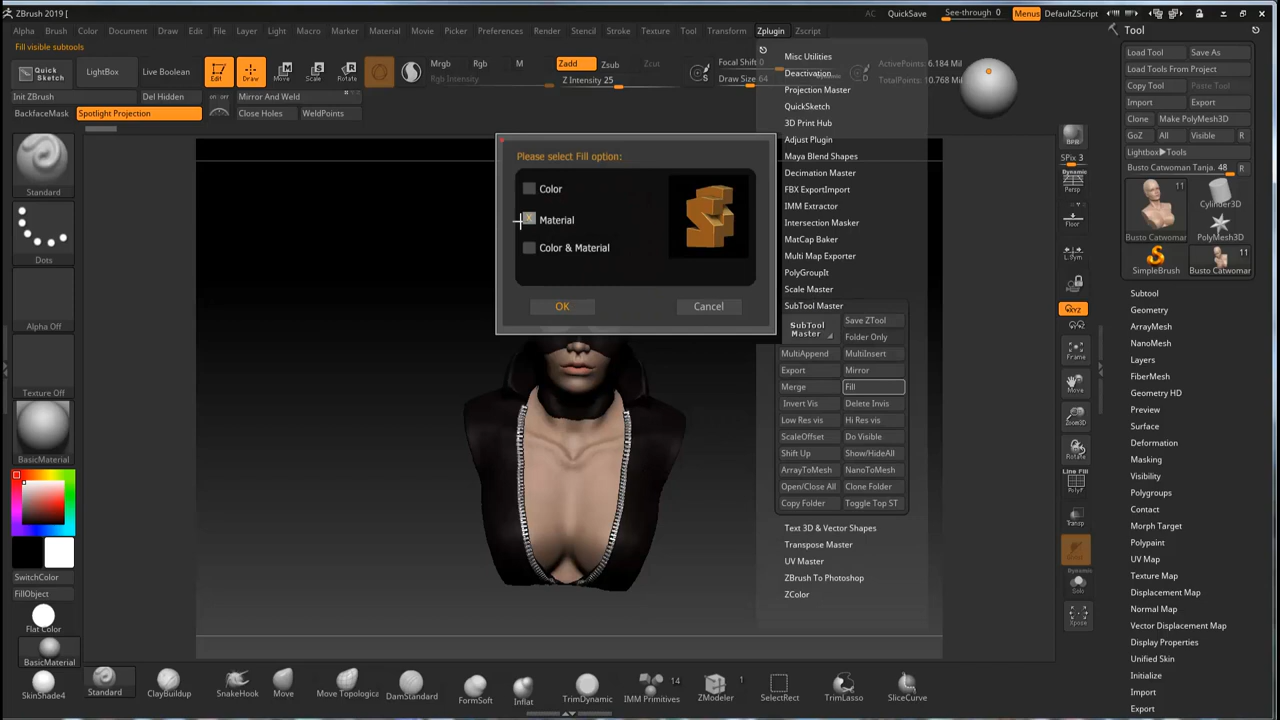 ZBrush 2019 [
AC QuickSave See-through 0 Menus DefaultZScript
Alpha Brush Color Document Draw Edit File Layer Light Macro Marker Material Movie Picker Preferences Render Stencil Stroke Texture Tool Transform Zplugin Zscript
Fill visible subtools
Quick Sketch
LightBox
Live Boolean
Edit
Draw
Move
Scale
Rotate
Mrgb Rgb M
Rgb Intensity
Zadd Zsub
Z Intensity 25
Focal Shift 0
Draw Size 64
ActivePoints: 6.184 Mil
TotalPoints: 10.768 Mil
Init ZBrush Del Hidden on off Mirror And Weld
BackfaceMask Spotlight Projection Close Holes WeldPoints
Standard
Dots
Alpha Off
Texture Off
BasicMaterial
SwitchColor
FillObject
Flat Color
BasicMaterial
SkinShade4
Please select Fill option:
Color
X Material
Color & Material
OK Cancel
Misc Utilities
Deactivation
Projection Master
QuickSketch
3D Print Hub
Adjust Plugin
Maya Blend Shapes
Decimation Master
FBX ExportImport
IMM Extractor
Intersection Masker
MatCap Baker
Multi Map Exporter
PolyGroupIt
Scale Master
SubTool Master
SubTool Master
Save ZTool
Folder Only
MultiAppend MultiInsert
Export Mirror
Merge Fill
Invert Vis Delete Invis
Low Res vis Hi Res vis
ScaleOffset Do Visible
Shift Up Show/HideAll
ArrayToMesh NanoToMesh
Open/Close All Clone Folder
Copy Folder Toggle Top ST
Text 3D & Vector Shapes
Transpose Master
UV Master
ZBrush To Photoshop
ZColor
BPR
SPix 3
Dynamic
Persp
Floor
L.Sym
XYZ
Frame
Move
Zoom3D
Rotate
Line Fill
PolyF
Transp
Dynamic
Solo
Xpose
Tool
Load Tool Save As
Load Tools From Project
Copy Tool Paste Tool
Import Export
Clone Make PolyMesh3D
GoZ All Visible R
Lightbox▶Tools
Busto Catwoman Tanja. 48 R
11
Busto Catwoman
Cylinder3D
PolyMesh3D
SimpleBrush
11
Busto Catwoman
Subtool
Geometry
ArrayMesh
NanoMesh
Layers
FiberMesh
Geometry HD
Preview
Surface
Deformation
Masking
Visibility
Polygroups
Contact
Morph Target
Polypaint
UV Map
Texture Map
Displacement Map
Normal Map
Vector Displacement Map
Display Properties
Unified Skin
Initialize
Import
Export
Standard ClayBuildup SnakeHook Move Move Topologica DamStandard FormSoft Inflat TrimDynamic IMM Primitives 14 ZModeler 1 SelectRect TrimLasso SliceCurve